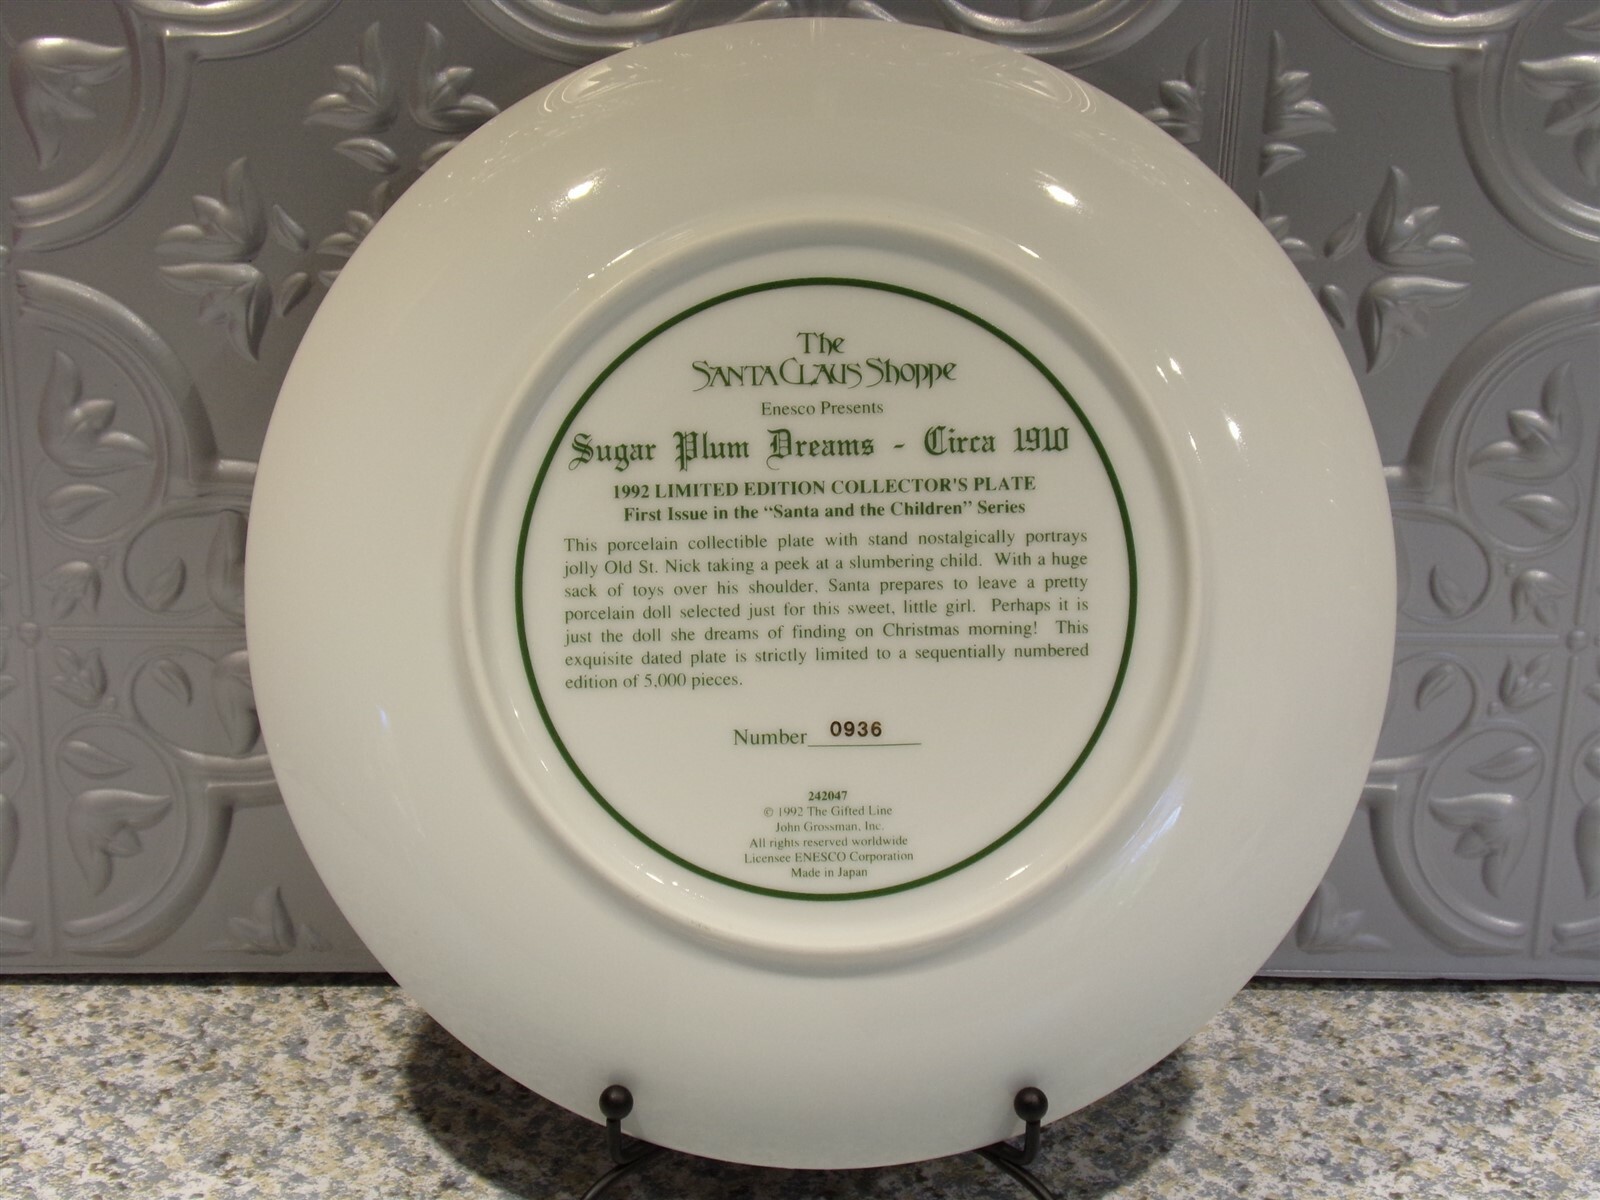 The
Santa Claus Shoppe
Enesco Presents
Sugar Plum Dreams - Circa 1910
1992 LIMITED EDITION COLLECTOR'S PLATE
First Issue in the “Santa and the Children” Series
This porcelain collectible plate with stand nostalgically portrays
jolly Old St. Nick taking a peek at a slumbering child. With a huge
sack of toys over his shoulder, Santa prepares to leave a pretty
porcelain doll selected just for this sweet, little girl. Perhaps it is
just the doll she dreams of finding on Christmas morning! This
exquisite dated plate is strictly limited to a sequentially numbered
edition of 5,000 pieces.
Number 0936
242047
© 1992 The Gifted Line
John Grossman, Inc.
All rights reserved worldwide
Licensee ENESCO Corporation
Made in Japan